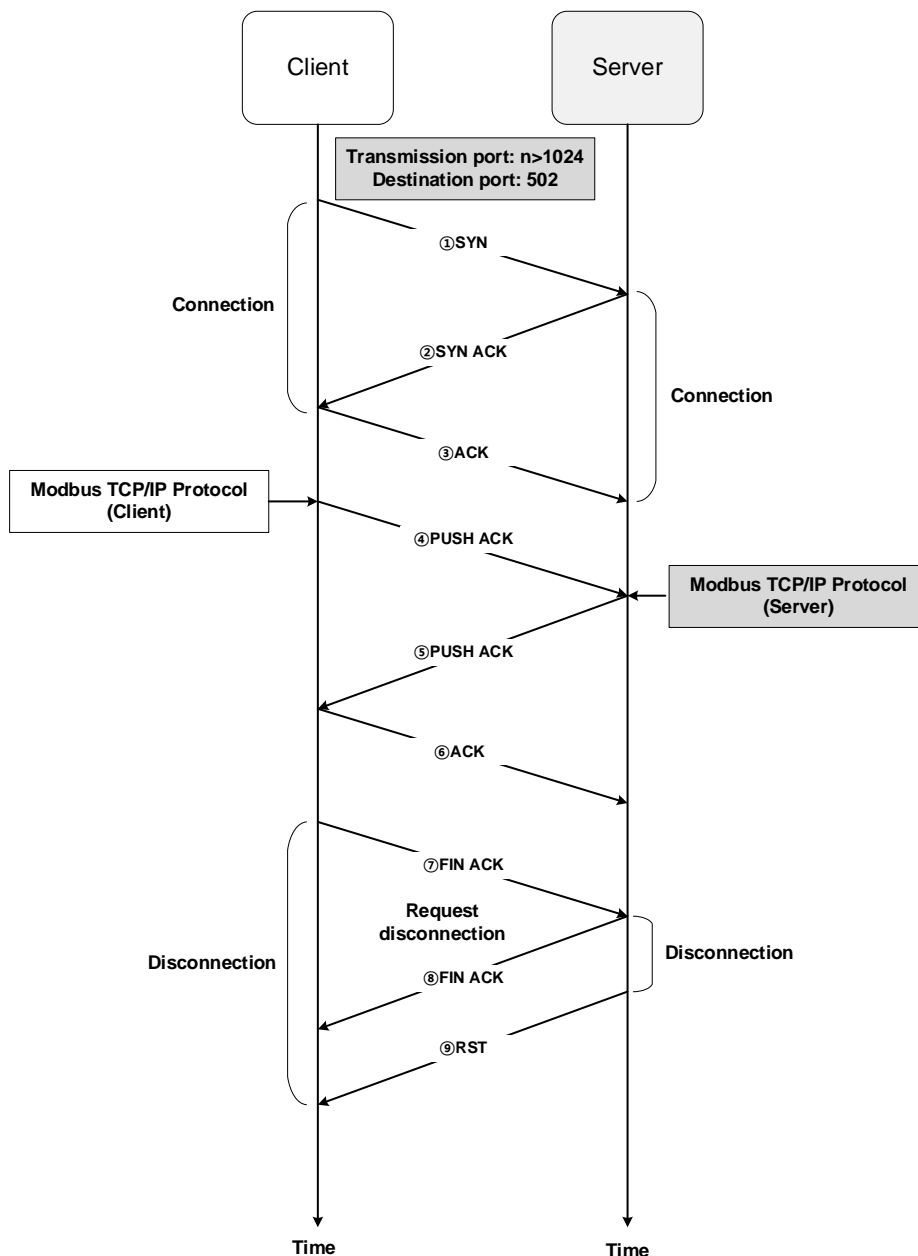 Client
Server
Transmission port: n>1024
Destination port: 502
①SYN
Connection
②SYN ACK
Connection
③ACK
Modbus TCP/IP Protocol
(Client)
④PUSH ACK
Modbus TCP/IP Protocol
(Server)
⑤PUSH ACK
⑥ACK
⑦FIN ACK
Request
disconnection
Disconnection
Disconnection
⑧FIN ACK
⑨RST
Time
Time